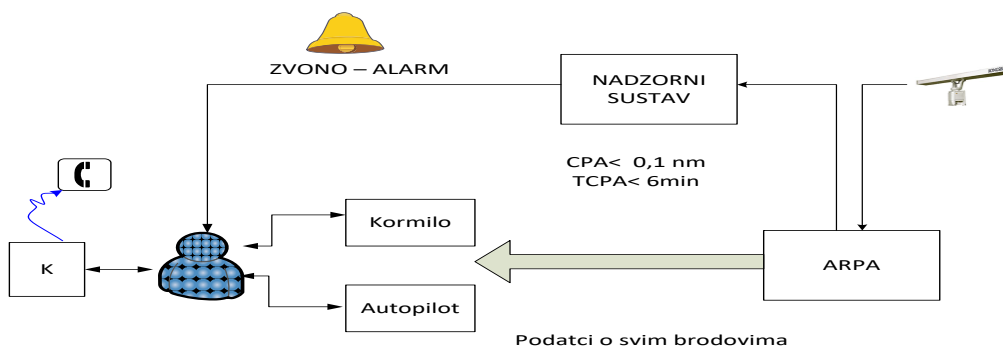 ZVONO – ALARM
NADZORNI
SUSTAV
CPA< 0,1 nm
TCPA< 6min
Kormilo
K
ARPA
Autopilot
Podatci o svim brodovima